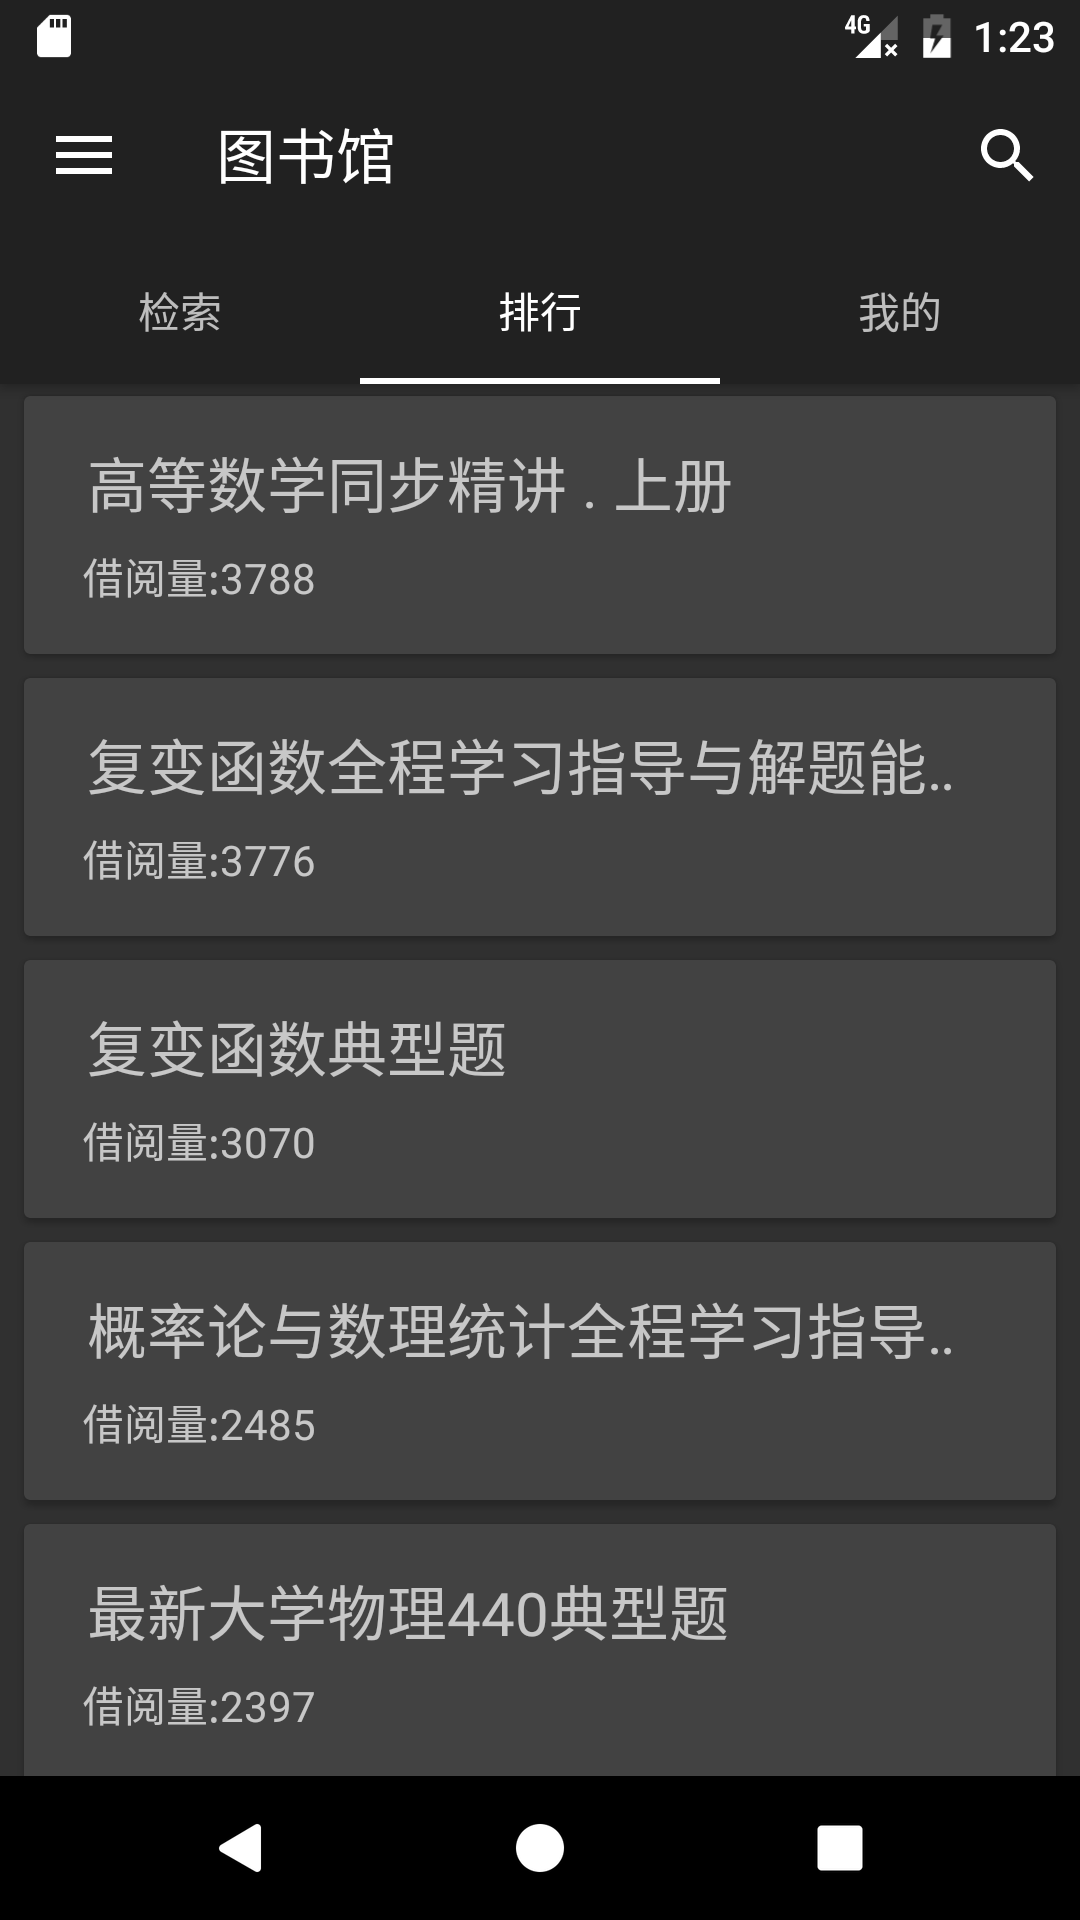 4G 1:23
图书馆
检索 排行 我的
高等数学同步精讲 . 上册
借阅量:3788
复变函数全程学习指导与解题能..
借阅量:3776
复变函数典型题
借阅量:3070
概率论与数理统计全程学习指导..
借阅量:2485
最新大学物理440典型题
借阅量:2397